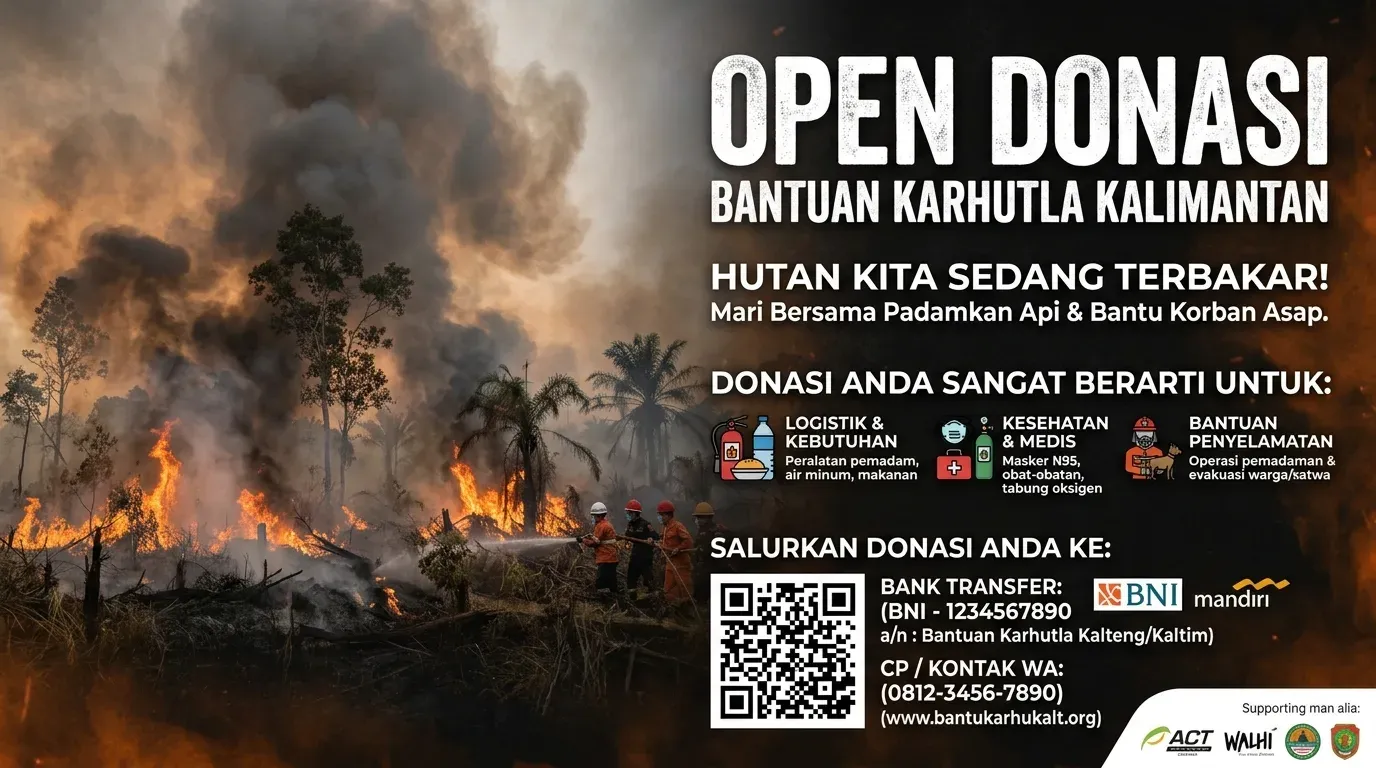 OPEN DONASI
BANTUAN KARHUTLA KALIMANTAN
HUTAN KITA SEDANG TERBAKAR!
Mari Bersama Padamkan Api & Bantu Korban Asap.
DONASI ANDA SANGAT BERARTI UNTUK:
LOGISTIK &
KEBUTUHAN
Peralatan pemadam,
air minum, makanan
KESEHATAN
& MEDIS
Masker N95,
obat-obatan,
tabung oksigen
BANTUAN
PENYELAMATAN
Operasi pemadaman &
evakuasi warga/satwa
SALURKAN DONASI ANDA KE:
BANK TRANSFER:
(BNI - 1234567890
a/n : Bantuan Karhutla Kalteng/Kaltim)
BNI
mandiri
CP / KONTAK WA:
(0812-3456-7890)
(www.bantukarhukalt.org)
Supporting man alia:
ACT
WALHI